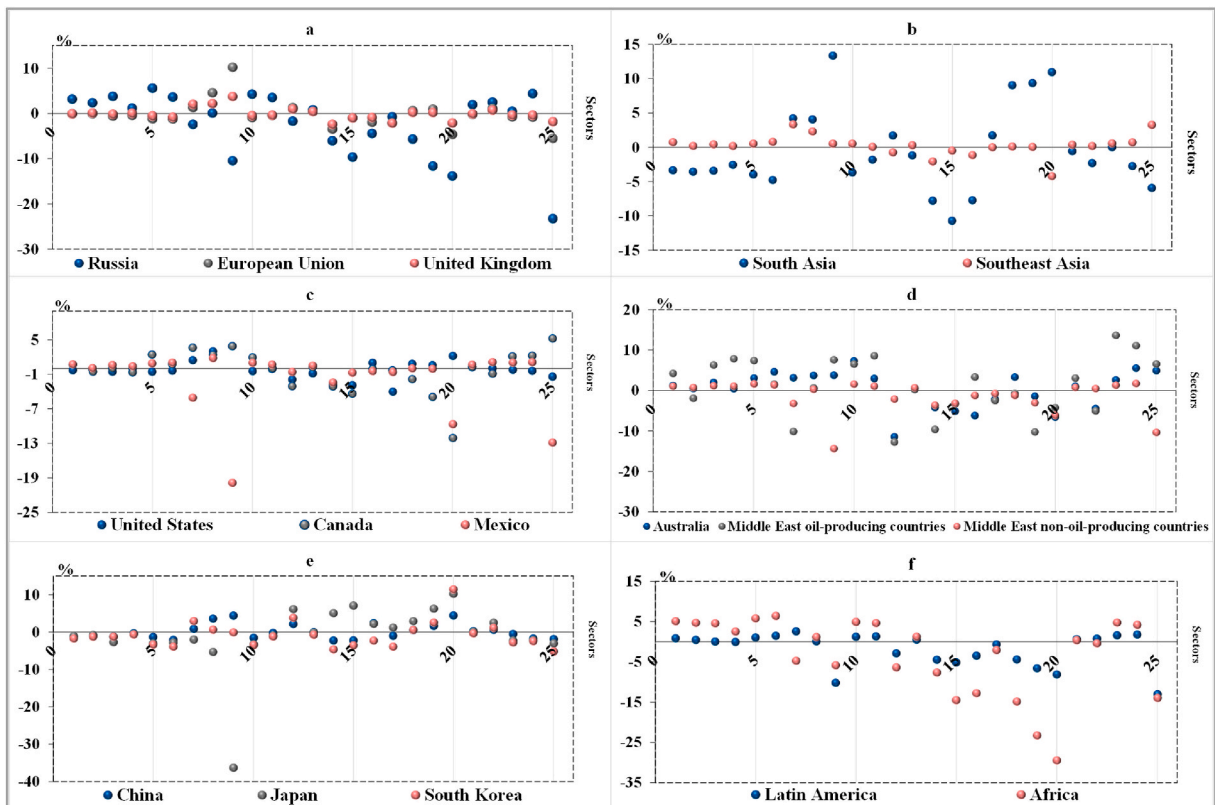 a
%
10
0
-10
-20
-30
0 5 10 15 20 25
Sectors
Russia European Union United Kingdom
b
%
15
10
5
0
-5
-10
-15
0 5 10 15 20 25
Sectors
South Asia Southeast Asia
c
%
5
-1
-7
-13
-19
-25
0 5 10 15 20 25
Sectors
United States Canada Mexico
d
%
20
10
0
-10
-20
-30
0 5 10 15 20 25
Sectors
Australia Middle East oil-producing countries Middle East non-oil-producing countries
e
%
10
0
-10
-20
-30
-40
0 5 10 15 20 25
Sectors
China Japan South Korea
f
%
15
5
-5
-15
-25
-35
0 5 10 15 20 25
Sectors
Latin America Africa